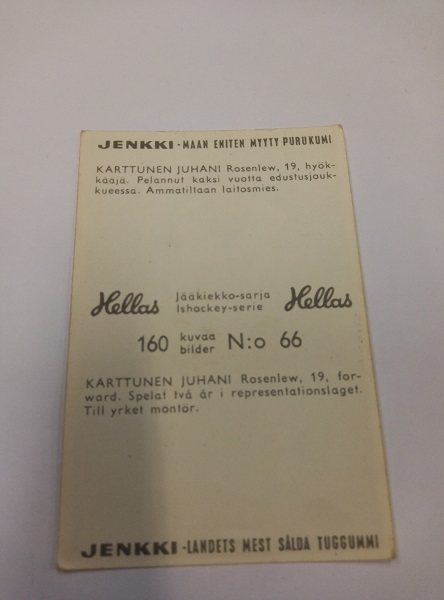 JENKKI - MAAN ENITEN MYYTY PURUKUMI
KARTTUNEN JUHANI Rosenlew, 19, hyök-
kääjä. Pelannut kaksi vuotta edustusjouk-
kueessa. Ammatiltaan laitosmies.
Hellas Jääkiekko-sarja Hellas
Ishockey-serie
160 kuvaa N:o 66
bilder
KARTTUNEN JUHANI Rosenlew, 19, for-
ward. Spelat två år i representationslaget.
Till yrket montör.
JENKKI - LANDETS MEST SÅLDA TUGGUMMI